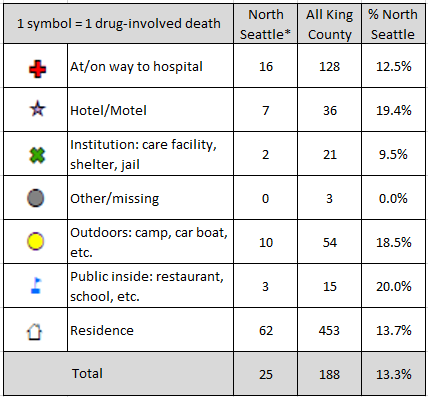 1 symbol = 1 drug-involved death North Seattle* All King County % North Seattle
At/on way to hospital 16 128 12.5%
Hotel/Motel 7 36 19.4%
Institution: care facility,
shelter, jail 2 21 9.5%
Other/missing 0 3 0.0%
Outdoors: camp, car boat,
etc. 10 54 18.5%
Public inside: restaurant,
school, etc. 3 15 20.0%
Residence 62 453 13.7%
Total 25 188 13.3%